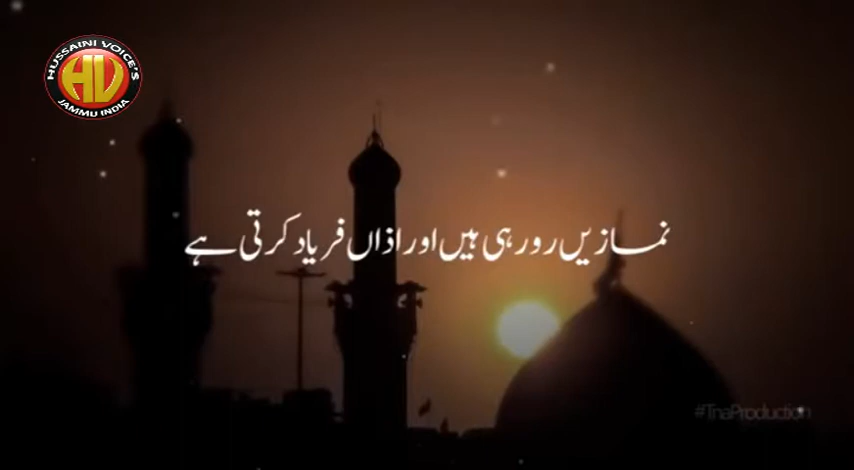 HUSSAINI VOICE'S
HV
JAMMU INDIA
نمازیں رو رہی ہیں اور اذاں فریاد کرتی ہے
#TnaProduction